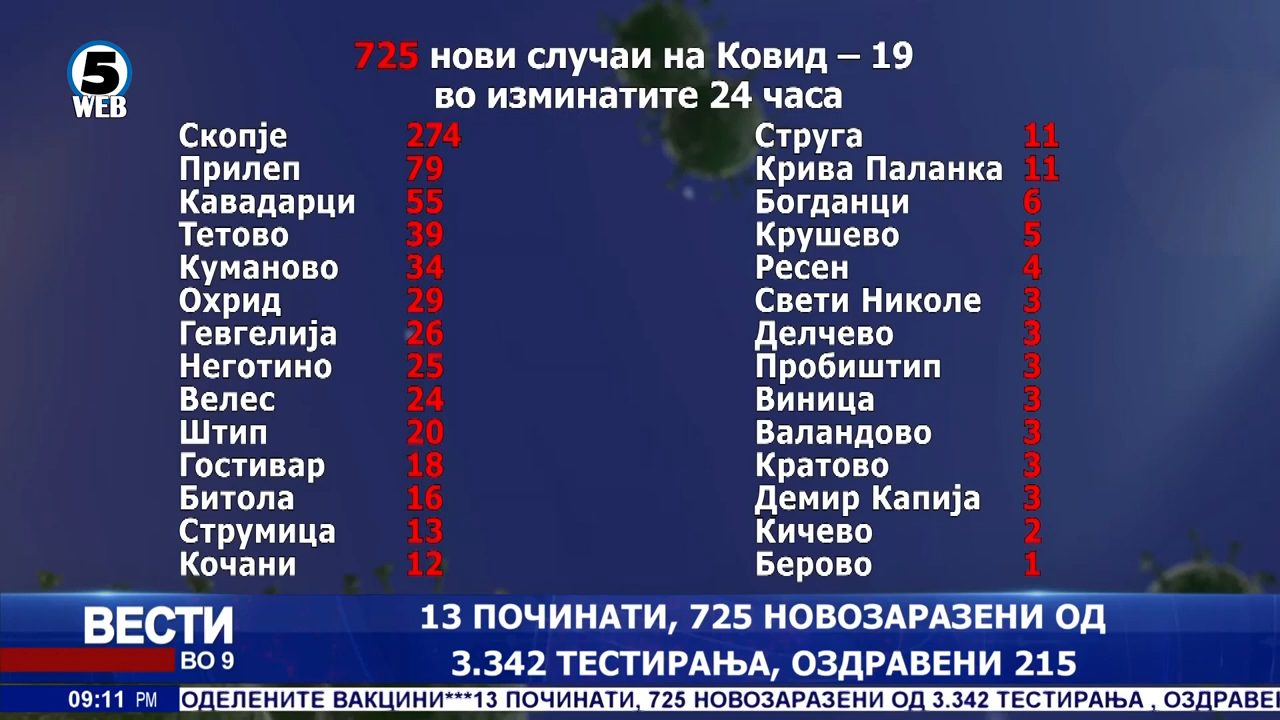 5
WEB
725 нови случаи на Ковид – 19
во изминатите 24 часа
Скопје 274
Прилеп 79
Кавадарци 55
Тетово 39
Куманово 34
Охрид 29
Гевгелија 26
Неготино 25
Велес 24
Штип 20
Гостивар 18
Битола 16
Струмица 13
Кочани 12
Струга 11
Крива Паланка 11
Богданци 6
Крушево 5
Ресен 4
Свети Николе 3
Делчево 3
Пробиштип 3
Виница 3
Валандово 3
Кратово 3
Демир Капија 3
Кичево 2
Берово 1
ВЕСТИ
ВО 9
13 ПОЧИНАТИ, 725 НОВОЗАРАЗЕНИ ОД
3.342 ТЕСТИРАЊА, ОЗДРАВЕНИ 215
09:11 PM ОДЕЛЕНИТЕ ВАКЦИНИ***13 ПОЧИНАТИ, 725 НОВОЗАРАЗЕНИ ОД 3.342 ТЕСТИРАЊА , ОЗДРАВЕ